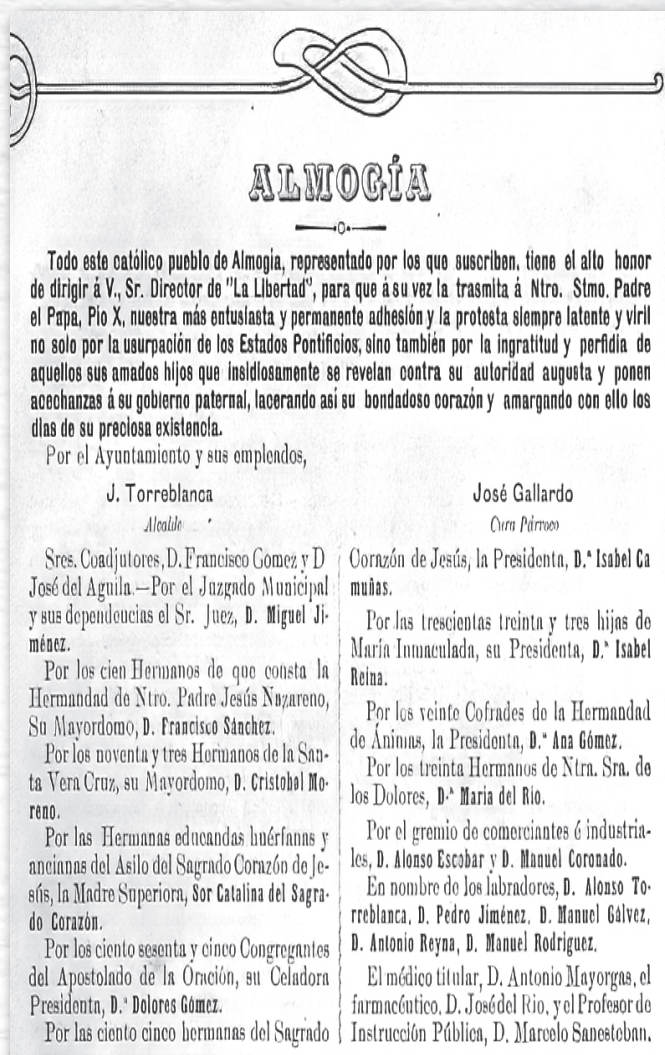 ALMOGÍA
Todo este católico pueblo de Almogía, representado por los que suscriben, tiene el alto honor
de dirigir á V., Sr. Director de "La Libertad", para que á su vez la trasmita á Ntro. Stmo. Padre
el Papa, Pio X, nuestra más entusiasta y permanente adhesión y la protesta siempre latente y viril
no solo por la usurpación de los Estados Pontificios, sino también por la ingratitud y perfidia de
aquellos sus amados hijos que insidiosamente se revelan contra su autoridad augusta y ponen
acechanzas á su gobierno paternal, lacerando así su bondadoso corazón y amargando con ello los
dias de su preciosa existencia.
Por el Ayuntamiento y sus empleados,
J. Torreblanca
Alcalde
José Gallardo
Cura Párroco
Sres. Coadjutores, D. Francisco Gomez y D
José del Aguila.—Por el Juzgado Municipal
y sus dependencias el Sr. Juez, D. Miguel Ji-
ménez.
Por los cien Hermanos de que consta la
Hermandad de Ntro. Padre Jesús Nazareno,
Su Mayordomo, D. Francisco Sánchez.
Por los noventa y tres Hermanos de la San-
ta Vera Cruz, su Mayordomo, D. Cristobal Mo-
reno.
Por las Hermanas educandas huérfanas y
ancianas del Asilo del Sagrado Corazón de Je-
sús, la Madre Superiora, Sor Catalina del Sagra-
do Corazón.
Por los ciento sesenta y cinco Congregantes
del Apostolado de la Oración, su Celadora
Presidenta, D.ª Dolores Gómez.
Por las ciento cinco hermanas del Sagrado
Corazón de Jesús, la Presidenta, D.ª Isabel Ca
muñas.
Por las trescientas treinta y tres hijas de
María Inmaculada, su Presidenta, D.ª Isabel
Reina.
Por los veinte Cofrades de la Hermandad
de Ánimas, la Presidenta, D.ª Ana Gómez.
Por los treinta Hermanos de Ntra. Sra. de
los Dolores, D.ª Maria del Rio.
Por el gremio de comerciantes é industria-
les, D. Alonso Escobar y D. Manuel Coronado.
En nombre de los labradores, D. Alonso To-
rreblanca, D. Pedro Jiménez, D. Manuel Gálvez,
D. Antonio Reyna, D. Manuel Rodriguez.
El médico titular, D. Antonio Mayorgas, el
farmacéutico, D. José del Rio, y el Profesor de
Instrucción Pública, D. Marcelo Sanesteban.